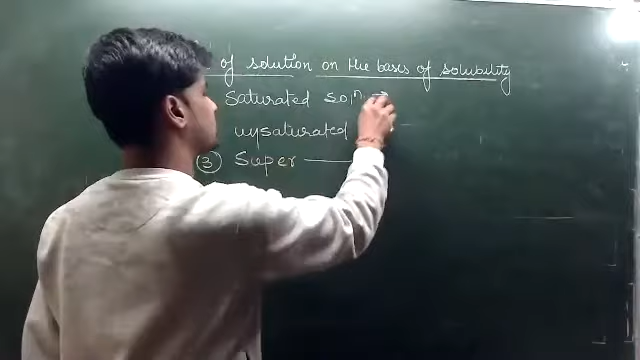 of solution on the basis of solubility
Saturated solⁿ →
unsaturated
③ Super ——